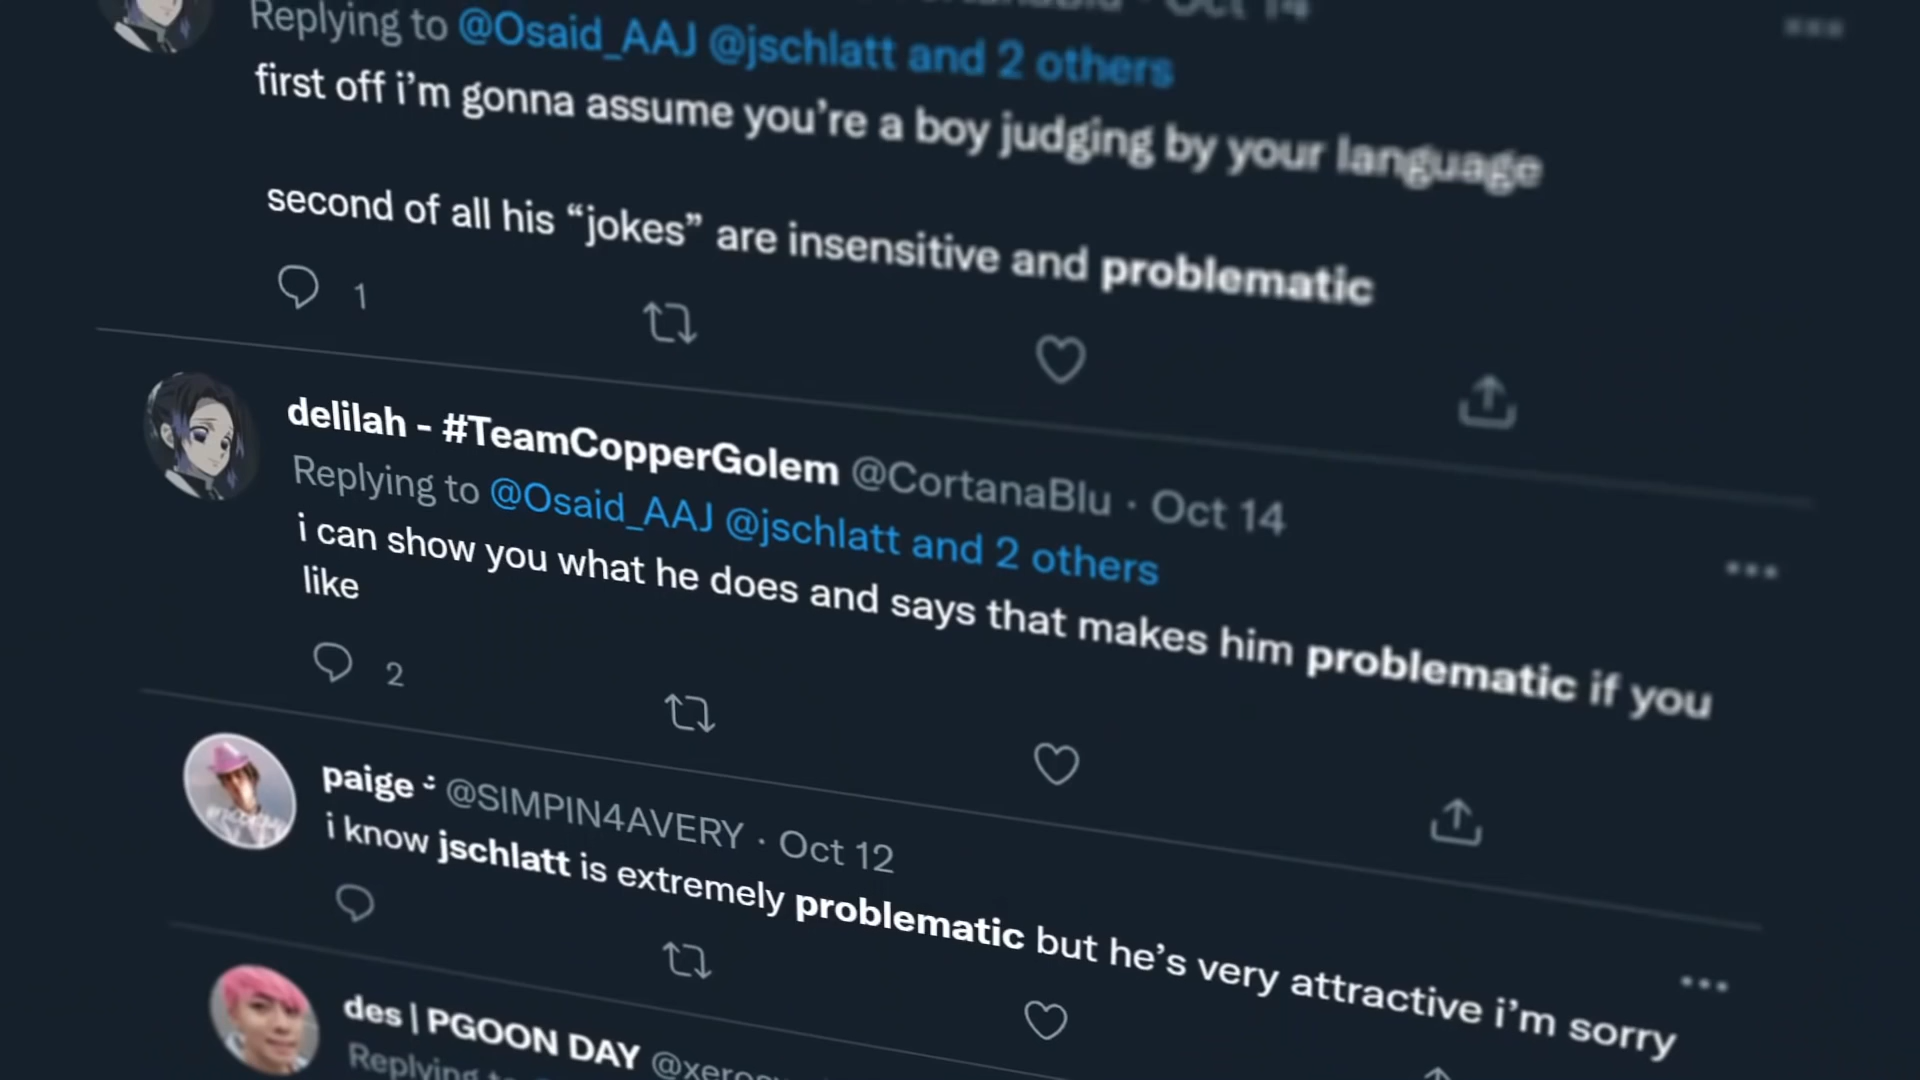 Oct 14
Replying to @Osaid_AAJ @jschlatt and 2 others
first off i’m gonna assume you’re a boy judging by your language
second of all his “jokes” are insensitive and problematic
1
delilah - #TeamCopperGolem @CortanaBlu · Oct 14
Replying to @Osaid_AAJ @jschlatt and 2 others
i can show you what he does and says that makes him problematic if you
like
2
paige @SIMPIN4AVERY · Oct 12
i know jschlatt is extremely problematic but he’s very attractive i’m sorry
des | PGOON DAY
Replying